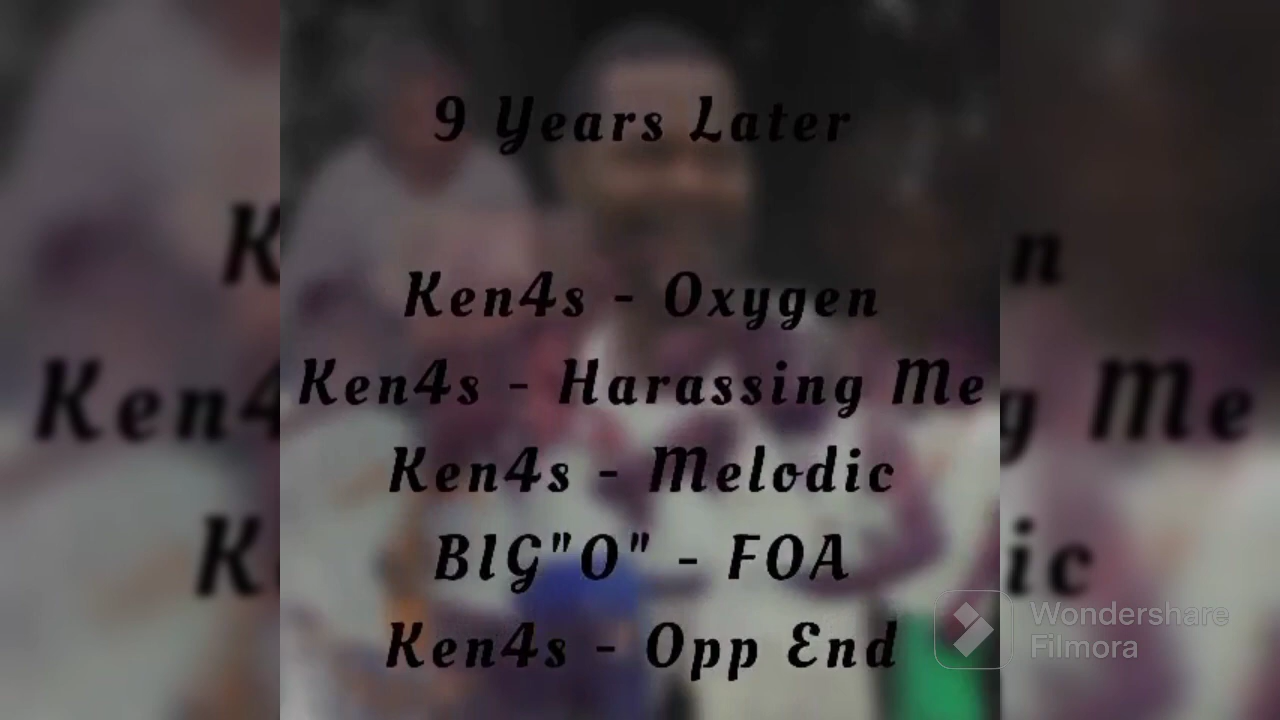 9 Years Later
Ken4s - Oxygen
Ken4s - Harassing Me
Ken4s - Melodic
BIG"O" - FOA
Ken4s - Opp End
Wondershare
Filmora